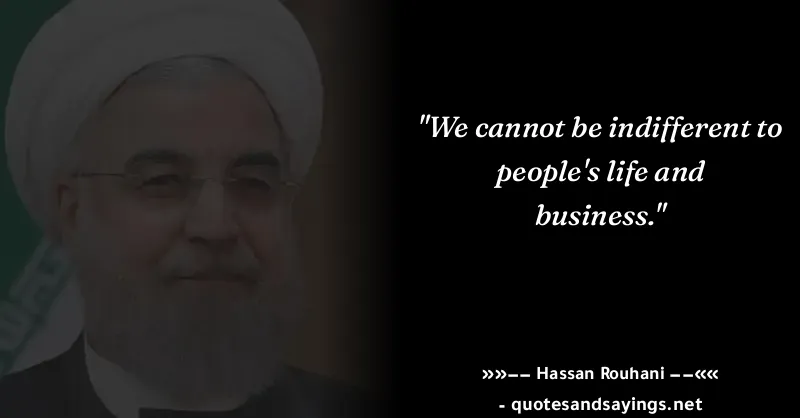 "We cannot be indifferent to
people's life and
business."
»»–– Hassan Rouhani ––««
- quotesandsayings.net